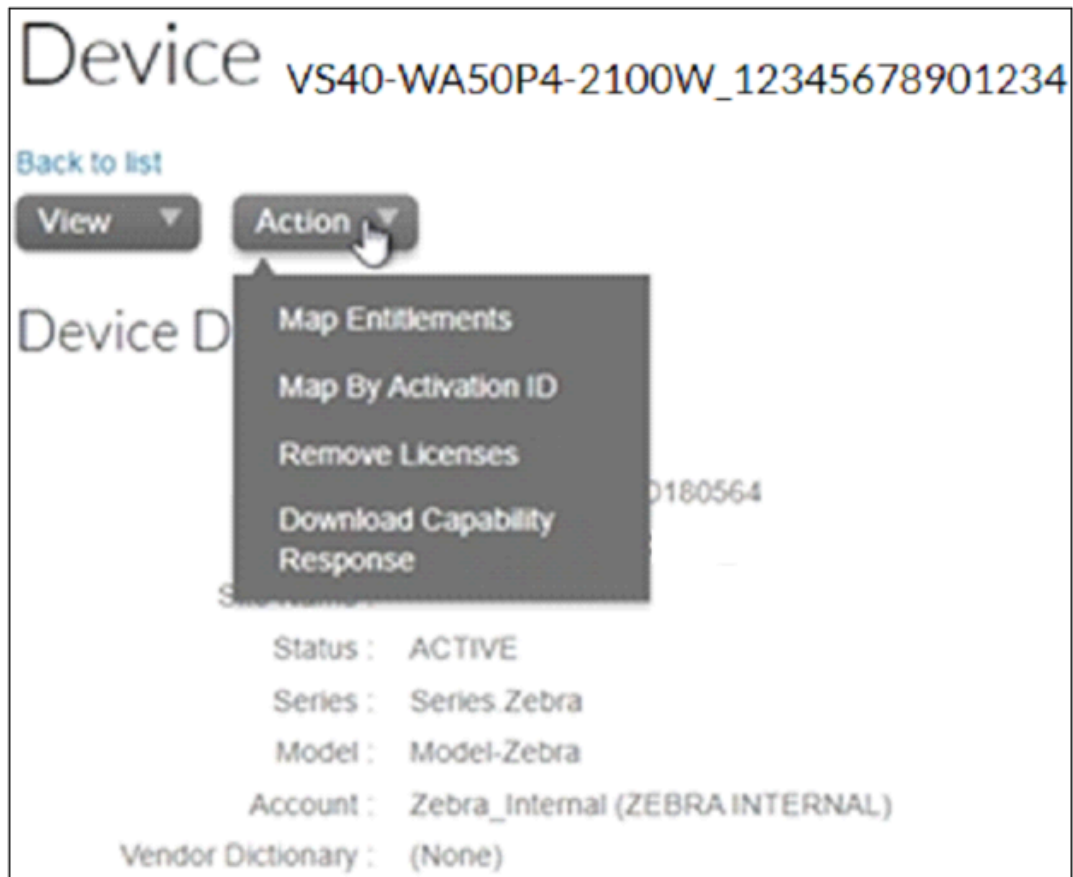 Device VS40-WA50P4-2100W_12345678901234
Back to list
View Action
Map Entitlements
Device D
Map By Activation ID
Remove Licenses
0180564
Download Capability
Response
Status : ACTIVE
Series : Series.Zebra
Model : Model-Zebra
Account : Zebra_Internal (ZEBRA INTERNAL)
Vendor Dictionary : (None)